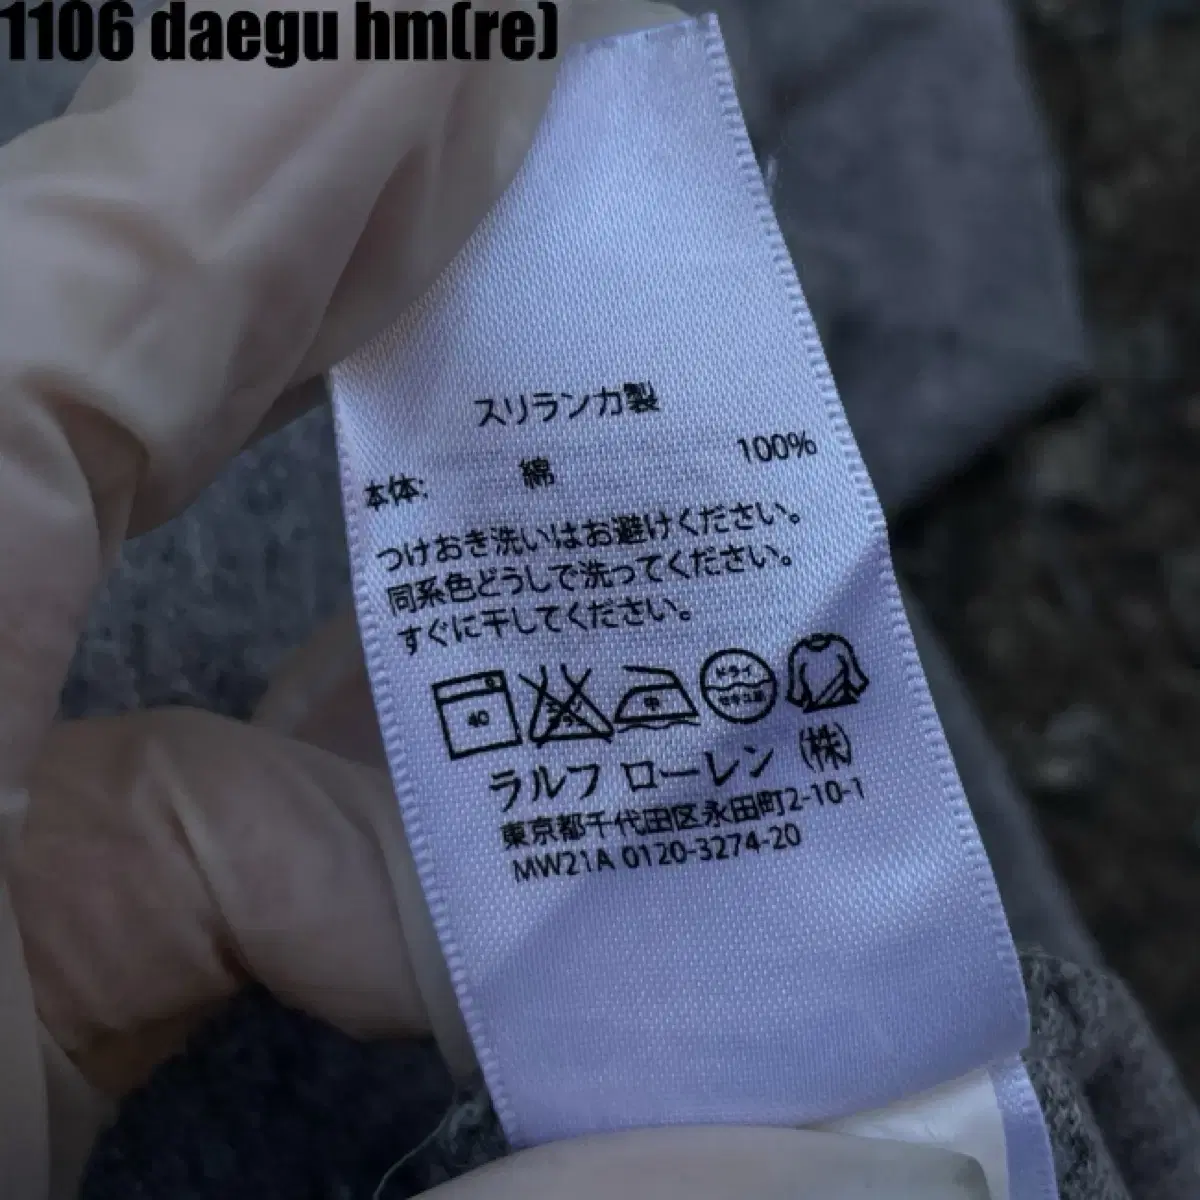 1106 daegu hm(re)
スリランカ製
本体: 綿 100%
つけおき洗いはお避けください。
同系色どうしで洗ってください。
すぐに干してください。
40 中 ドライ
ラルフ ローレン (株)
東京都千代田区永田町2-10-1
MW21A 0120-3274-20